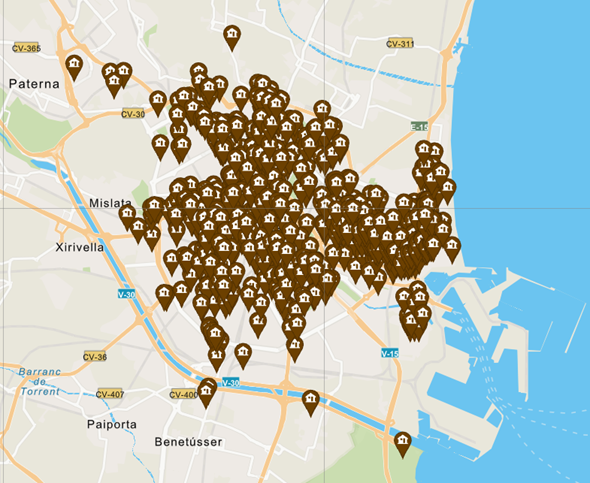 CV-365
CV-311
Paterna
CV-30
E-15
Mislata
Xirivella
V-30
V-15
CV-36
V-30
Barranc
de
Torrent
CV-407
CV-400
Paiporta
Benetússer